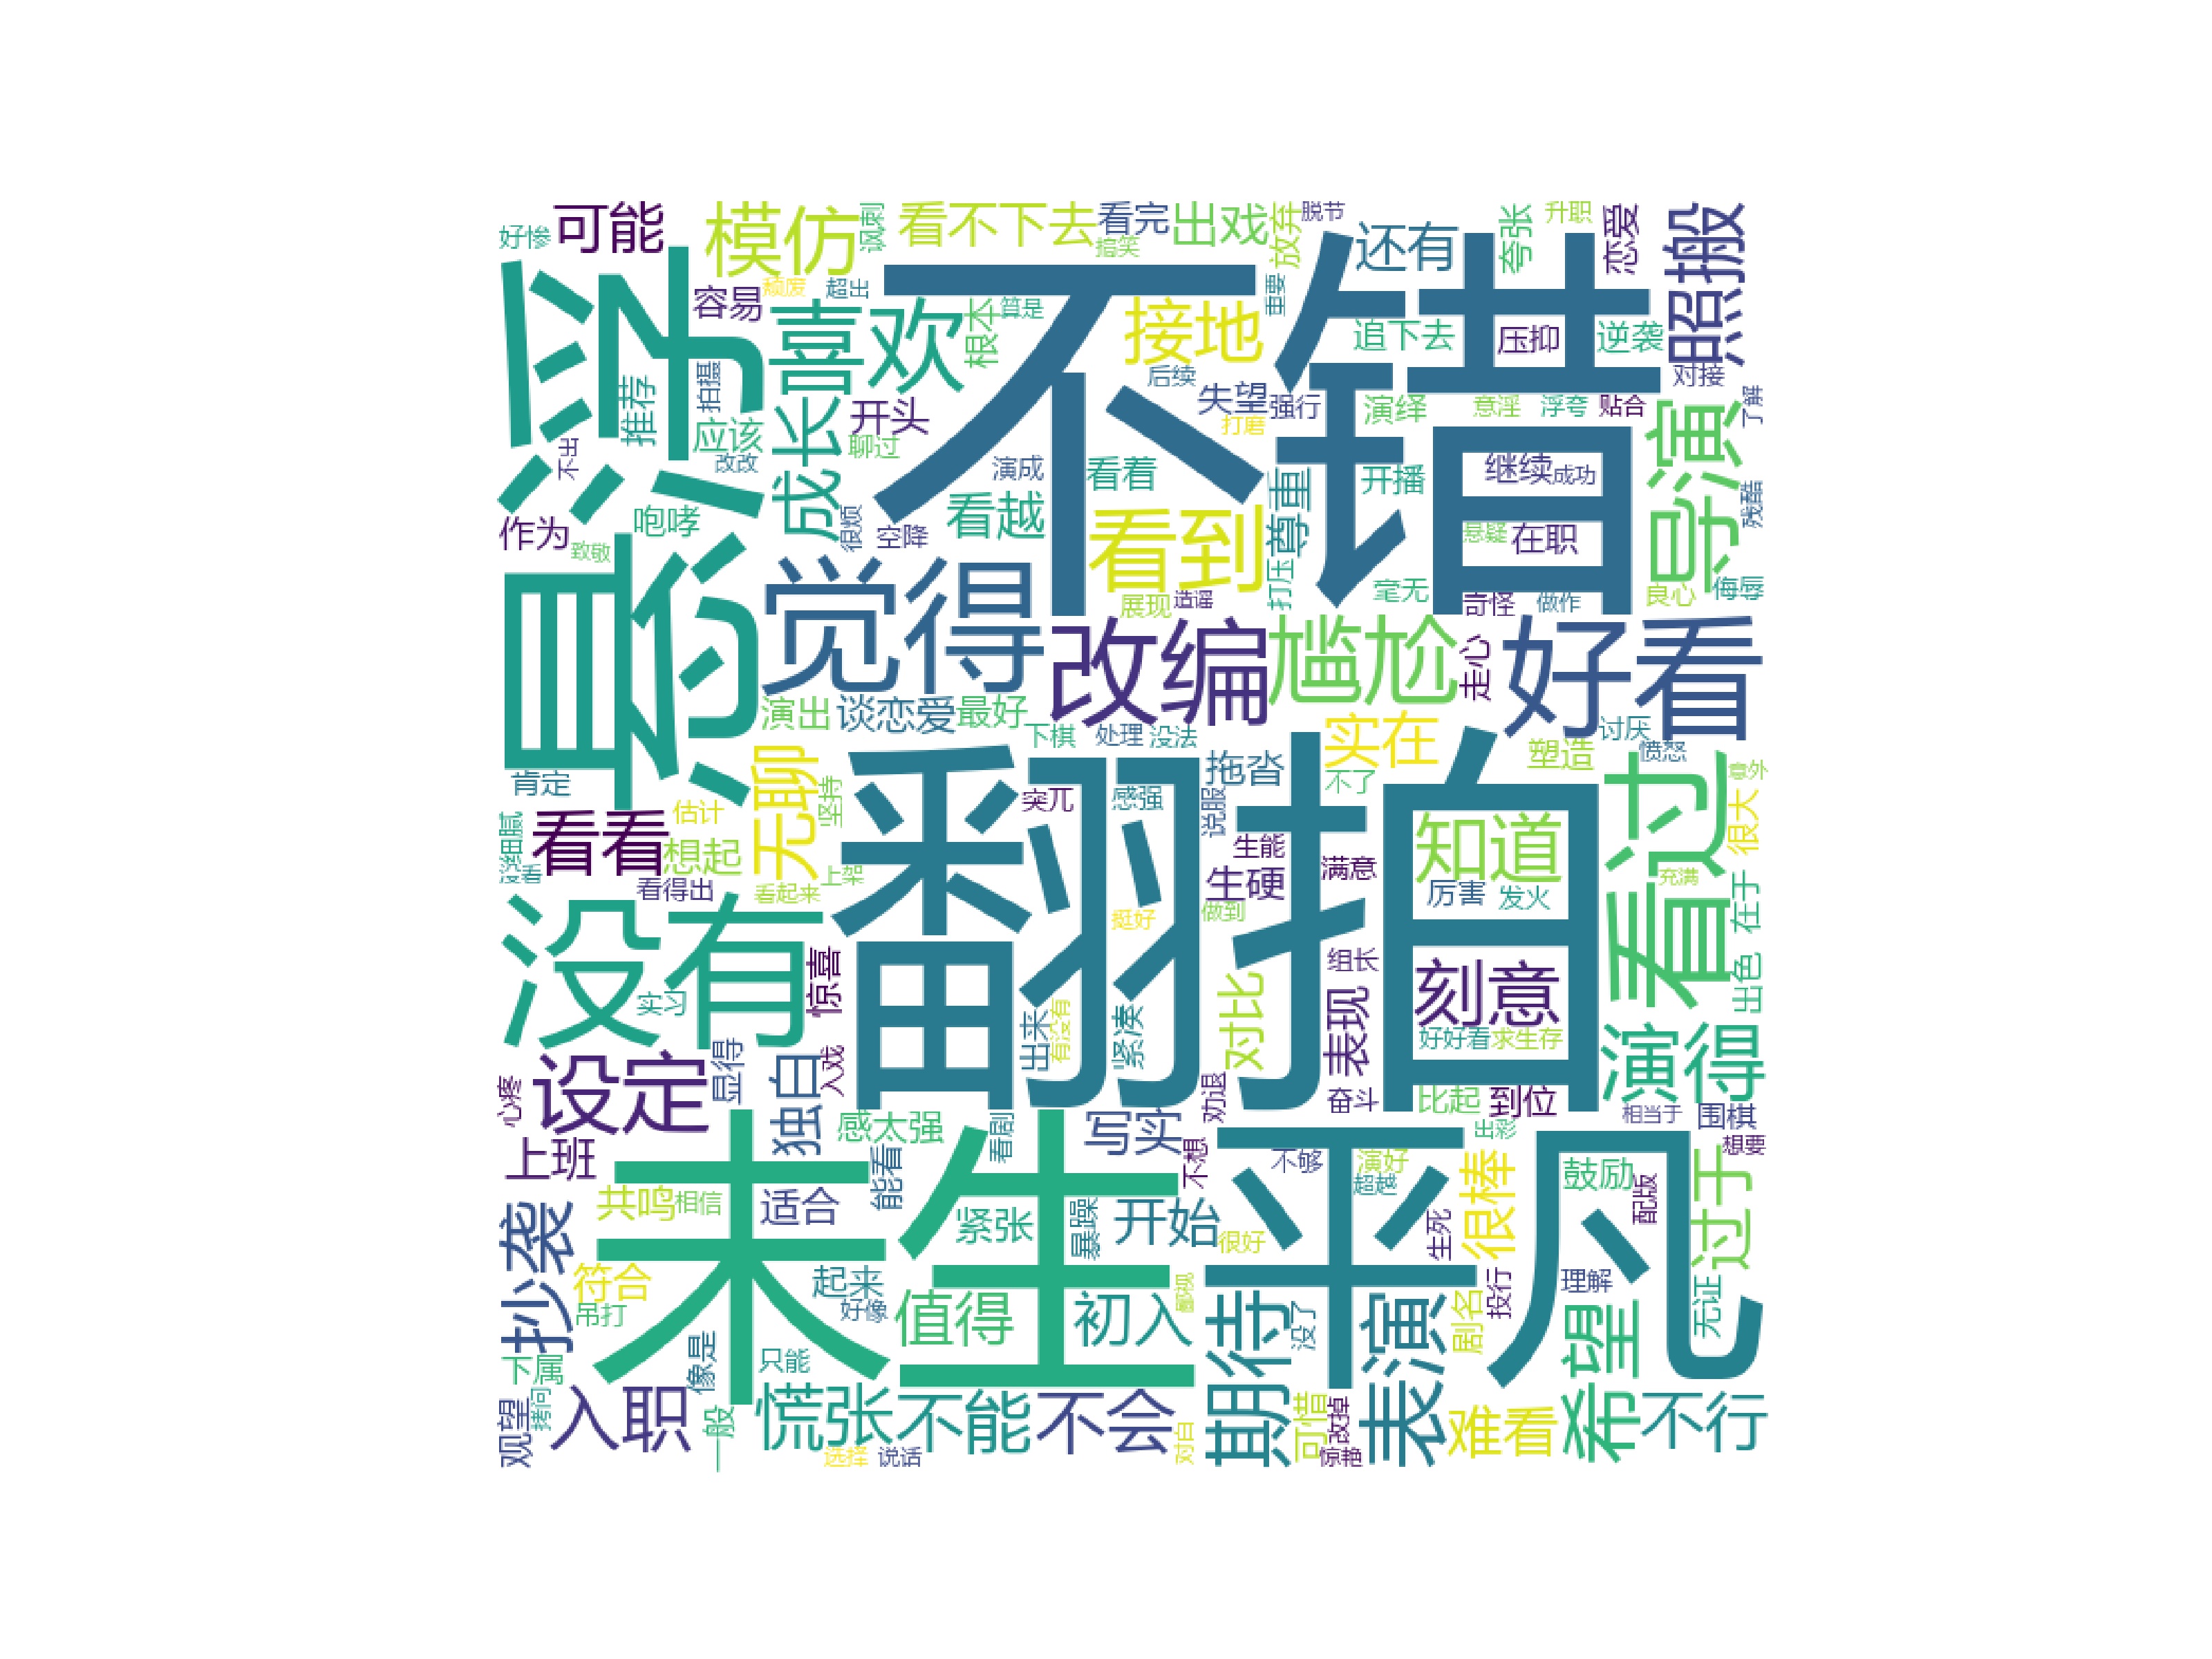 好惨
可能
模仿
讽刺
看不下去
看完
出戏
放弃
脱节
搞笑
夸张
升职
恋爱
照搬
还有
不错
悬浮
容易
颓废
超出
喜欢
根本
算是
接地
重要
追下去
压抑
逆袭
对接
推荐
拍摄
后续
失望
强行
演绎
意淫
浮夸
贴合
了解
导演
成长
开头
应该
聊过
打磨
不出
改改
演成
看着
尊重
开播
继续
成功
作为
咆哮
致敬
很烦
空降
看越
看到
悬疑
在职
残酷
打压
毫无
良心
侮辱
展现
造谣
奇怪
做作
觉得
改编
尴尬
走心
好看
演出
谈恋爱
最好
下棋
处理
没法
实在
讨厌
愤怒
塑造
意外
肯定
无聊
坚持
估计
拖沓
突兀
感强
不了
说服
翻拍
看过
很大
细腻
没看
看看
想起
知道
生能
满意
生硬
看得出
看起来
上架
厉害
发火
充满
挺好
做到
没有
惊喜
实习
组长
刻意
在于
出色
出来
有没有
紧凑
对比
表现
好好看
求生存
演得
设定
显得
独白
入戏
心疼
劝退
奋斗
比起
到位
相当于
围棋
想要
感太强
看剧
写实
不想
不够
演好
超越
出彩
很棒
鼓励
配版
过于
上班
未生
平凡
能看
共鸣
相信
适合
紧张
暴躁
开始
很好
生死
抄袭
符合
吊打
起来
好像
值得
初入
鄙视
期待
没了
表演
剧名
投行
理解
希望
无证
下属
像是
只能
观望
拷问
入职
一般
慌张
不能
不会
对白
可惜
改掉
惊艳
难看
不行
选择
说话